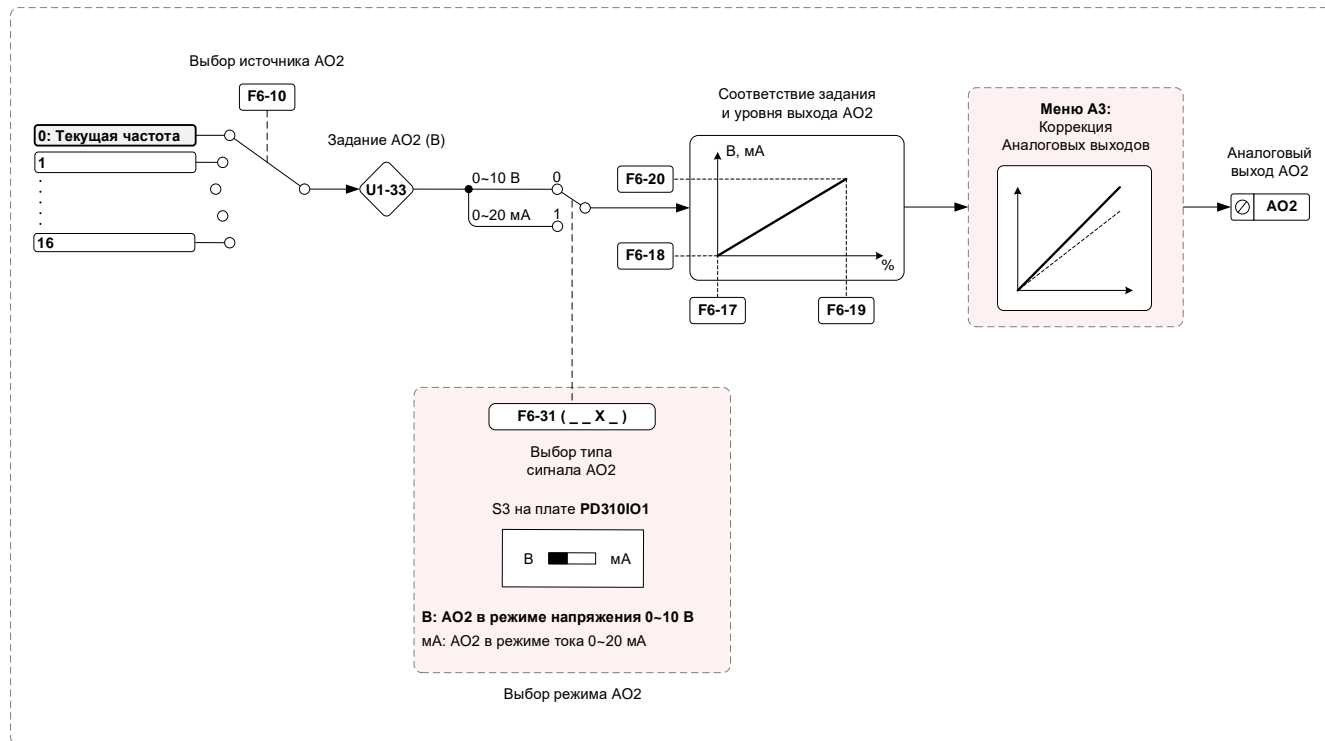 Выбор источника AO2
F6-10
0: Текущая частота
1
16
Задание AO2 (В)
U1-33
0~10 В
0
0~20 мА
1
Соответствие задания
и уровня выхода AO2
В, мА
F6-20
F6-18
%
F6-17
F6-19
Меню A3:
Коррекция
Аналоговых выходов
Аналоговый
выход AO2
AO2
F6-31 ( _ _ X _ )
Выбор типа
сигнала AO2
S3 на плате PD310IO1
В
мА
В: AO2 в режиме напряжения 0~10 В
мА: AO2 в режиме тока 0~20 мА
Выбор режима AO2